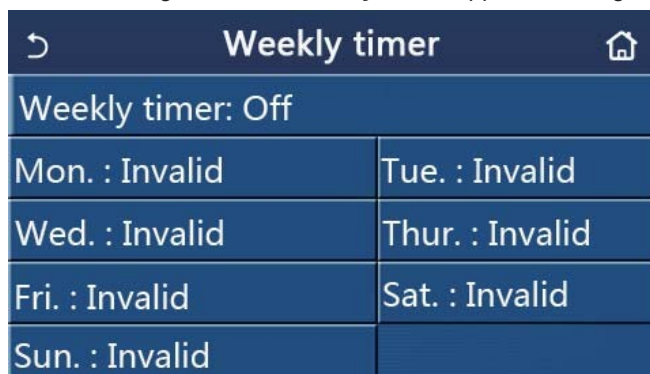 Weekly timer
Weekly timer: Off
Mon. : Invalid
Tue. : Invalid
Wed. : Invalid
Thur. : Invalid
Fri. : Invalid
Sat. : Invalid
Sun. : Invalid